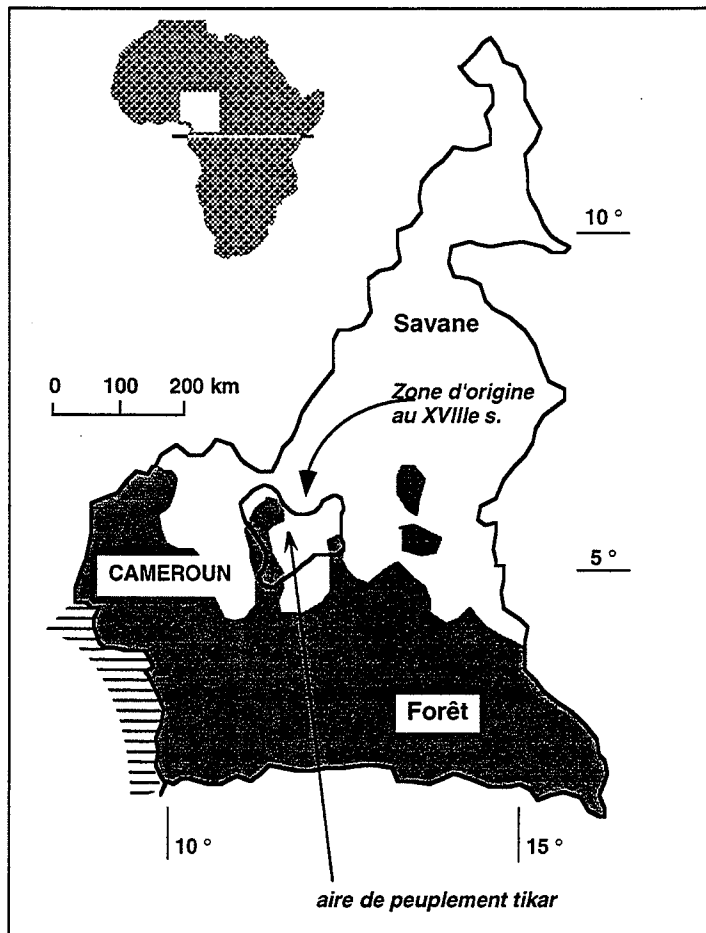 10 °
Savane
0 100 200 km
Zone d'origine
au XVIIIe s.
CAMEROUN
5 °
Forêt
10 °
15 °
aire de peuplement tikar